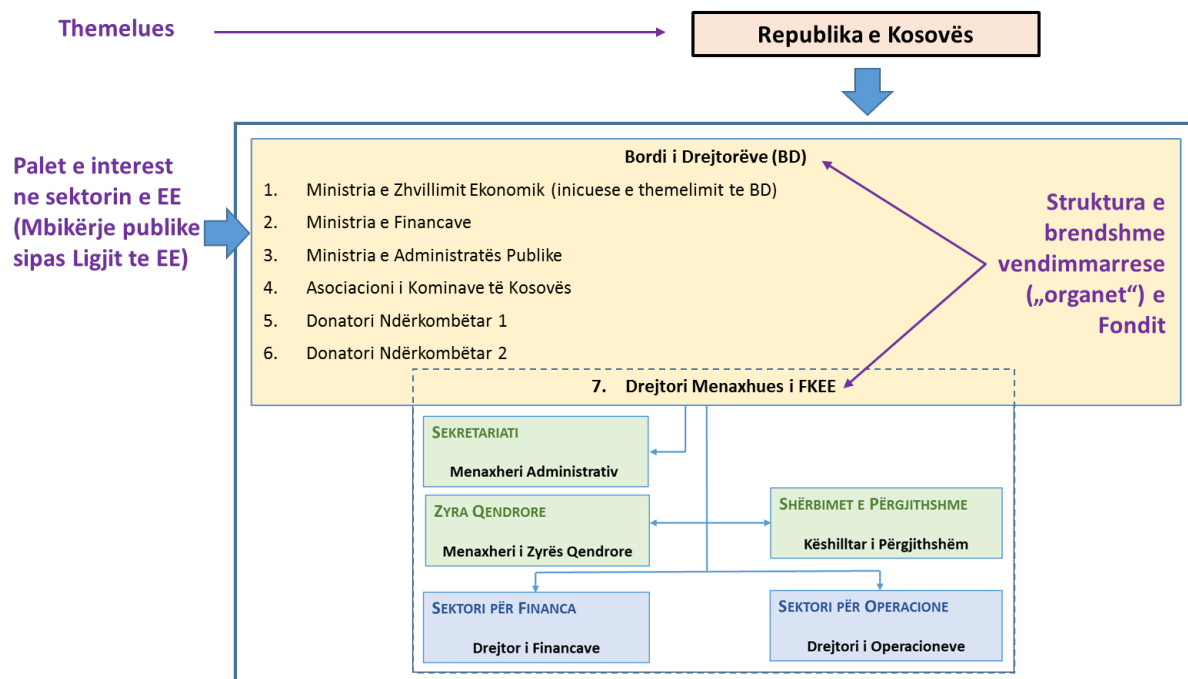 Themelues
Republika e Kosovës
Palet e interest
ne sektorin e EE
(Mbikërje publike
sipas Ligjit te EE)
Bordi i Drejtorëve (BD)
1. Ministria e Zhvillimit Ekonomik (inicuese e themelimit te BD)
2. Ministria e Financave
3. Ministria e Administratës Publike
4. Asociacioni i Kominave të Kosovës
5. Donatori Ndërkombëtar 1
6. Donatori Ndërkombëtar 2
7. Drejtori Menaxhues i FKEE
Struktura e
brendshme
vendimmarrese
(„organet“) e
Fondit
SEKRETARIATI
Menaxheri Administrativ
ZYRA QENDRORE
Menaxheri i Zyrës Qendrore
SHËRBIMET E PËRGJITHSHME
Këshilltar i Përgjithshëm
SEKTORI PËR FINANCA
Drejtor i Financave
SEKTORI PËR OPERACIONE
Drejtori i Operacioneve